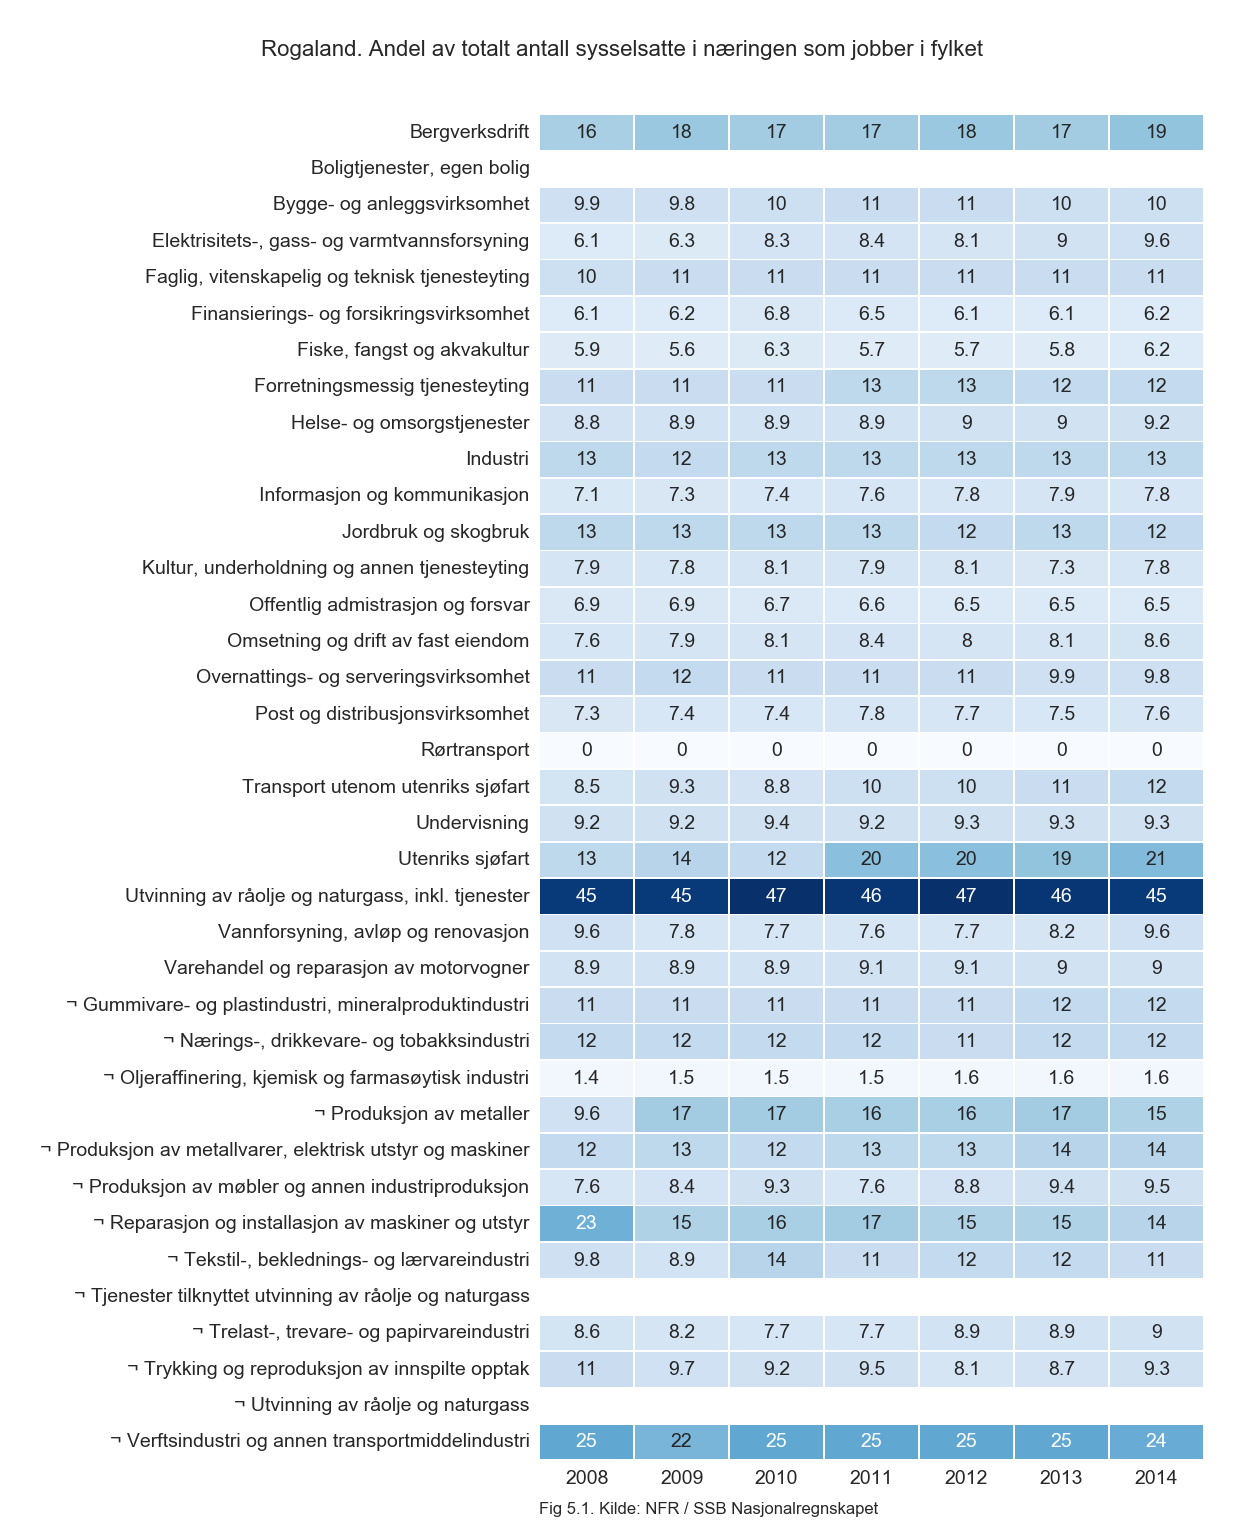 Rogaland. Andel av totalt antall sysselsatte i næringen som jobber i fylket
Bergverksdrift 16 18 17 17 18 17 19
Boligtjenester, egen bolig
Bygge- og anleggsvirksomhet 9.9 9.8 10 11 11 10 10
Elektrisitets-, gass- og varmtvannsforsyning 6.1 6.3 8.3 8.4 8.1 9 9.6
Faglig, vitenskapelig og teknisk tjenesteyting 10 11 11 11 11 11 11
Finansierings- og forsikringsvirksomhet 6.1 6.2 6.8 6.5 6.1 6.1 6.2
Fiske, fangst og akvakultur 5.9 5.6 6.3 5.7 5.7 5.8 6.2
Forretningsmessig tjenesteyting 11 11 11 13 13 12 12
Helse- og omsorgstjenester 8.8 8.9 8.9 8.9 9 9 9.2
Industri 13 12 13 13 13 13 13
Informasjon og kommunikasjon 7.1 7.3 7.4 7.6 7.8 7.9 7.8
Jordbruk og skogbruk 13 13 13 13 12 13 12
Kultur, underholdning og annen tjenesteyting 7.9 7.8 8.1 7.9 8.1 7.3 7.8
Offentlig admistrasjon og forsvar 6.9 6.9 6.7 6.6 6.5 6.5 6.5
Omsetning og drift av fast eiendom 7.6 7.9 8.1 8.4 8 8.1 8.6
Overnattings- og serveringsvirksomhet 11 12 11 11 11 9.9 9.8
Post og distribusjonsvirksomhet 7.3 7.4 7.4 7.8 7.7 7.5 7.6
Rørtransport 0 0 0 0 0 0 0
Transport utenom utenriks sjøfart 8.5 9.3 8.8 10 10 11 12
Undervisning 9.2 9.2 9.4 9.2 9.3 9.3 9.3
Utenriks sjøfart 13 14 12 20 20 19 21
Utvinning av råolje og naturgass, inkl. tjenester 45 45 47 46 47 46 45
Vannforsyning, avløp og renovasjon 9.6 7.8 7.7 7.6 7.7 8.2 9.6
Varehandel og reparasjon av motorvogner 8.9 8.9 8.9 9.1 9.1 9 9
¬ Gummivare- og plastindustri, mineralproduktindustri 11 11 11 11 11 12 12
¬ Nærings-, drikkevare- og tobakksindustri 12 12 12 12 11 12 12
¬ Oljeraffinering, kjemisk og farmasøytisk industri 1.4 1.5 1.5 1.5 1.6 1.6 1.6
¬ Produksjon av metaller 9.6 17 17 16 16 17 15
¬ Produksjon av metallvarer, elektrisk utstyr og maskiner 12 13 12 13 13 14 14
¬ Produksjon av møbler og annen industriproduksjon 7.6 8.4 9.3 7.6 8.8 9.4 9.5
¬ Reparasjon og installasjon av maskiner og utstyr 23 15 16 17 15 15 14
¬ Tekstil-, beklednings- og lærvareindustri 9.8 8.9 14 11 12 12 11
¬ Tjenester tilknyttet utvinning av råolje og naturgass
¬ Trelast-, trevare- og papirvareindustri 8.6 8.2 7.7 7.7 8.9 8.9 9
¬ Trykking og reproduksjon av innspilte opptak 11 9.7 9.2 9.5 8.1 8.7 9.3
¬ Utvinning av råolje og naturgass
¬ Verftsindustri og annen transportmiddelindustri 25 22 25 25 25 25 24
2008 2009 2010 2011 2012 2013 2014
Fig 5.1. Kilde: NFR / SSB Nasjonalregnskapet